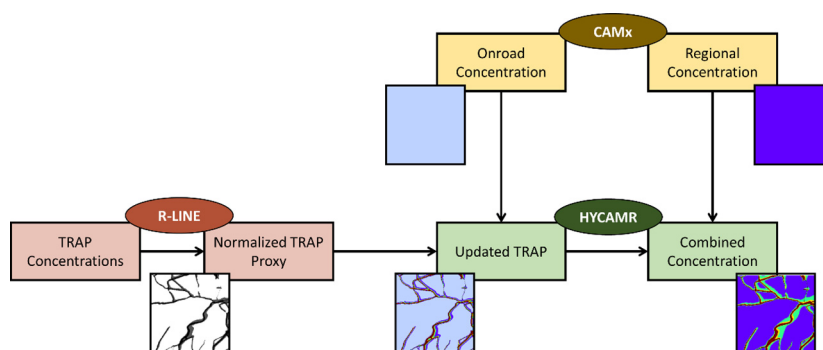 CAMx
Onroad
Concentration
Regional
Concentration
R-LINE
HYCAMR
TRAP
Concentrations
Normalized TRAP
Proxy
Updated TRAP
Combined
Concentration